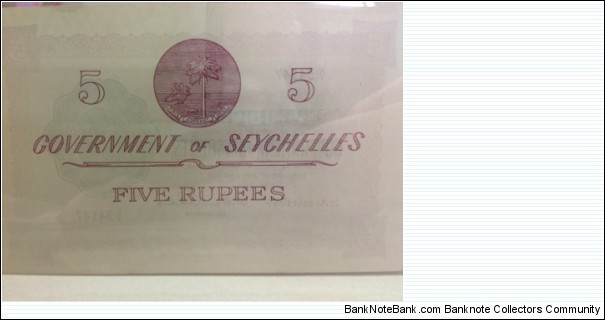 5 5
GOVERNMENT OF SEYCHELLES
FIVE RUPEES
BankNoteBank.com Banknote Collectors Community